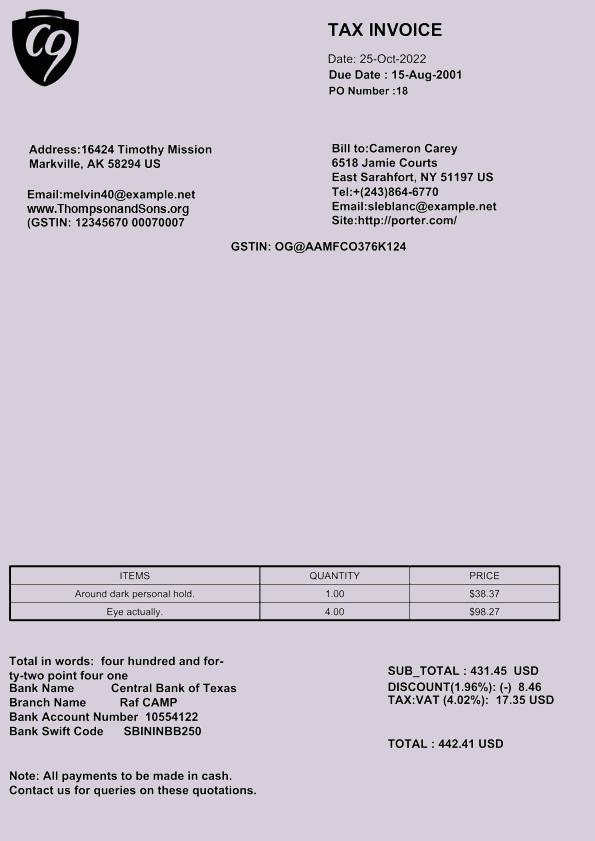 C9
TAX INVOICE
Date: 25-Oct-2022
Due Date : 15-Aug-2001
PO Number :18
Address:16424 Timothy Mission
Markville, AK 58294 US
Email:melvin40@example.net
www.ThompsonandSons.org
(GSTIN: 12345670 00070007
Bill to:Cameron Carey
6518 Jamie Courts
East Sarahfort, NY 51197 US
Tel:+(243)864-6770
Email:sleblanc@example.net
Site:http://porter.com/
GSTIN: OG@AAMFCO376K124
ITEMS QUANTITY PRICE
Around dark personal hold. 1.00 $38.37
Eye actually. 4.00 $98.27
Total in words: four hundred and for-
ty-two point four one
Bank Name Central Bank of Texas
Branch Name Raf CAMP
Bank Account Number 10554122
Bank Swift Code SBININBB250
SUB_TOTAL : 431.45 USD
DISCOUNT(1.96%): (-) 8.46
TAX:VAT (4.02%): 17.35 USD
TOTAL : 442.41 USD
Note: All payments to be made in cash.
Contact us for queries on these quotations.